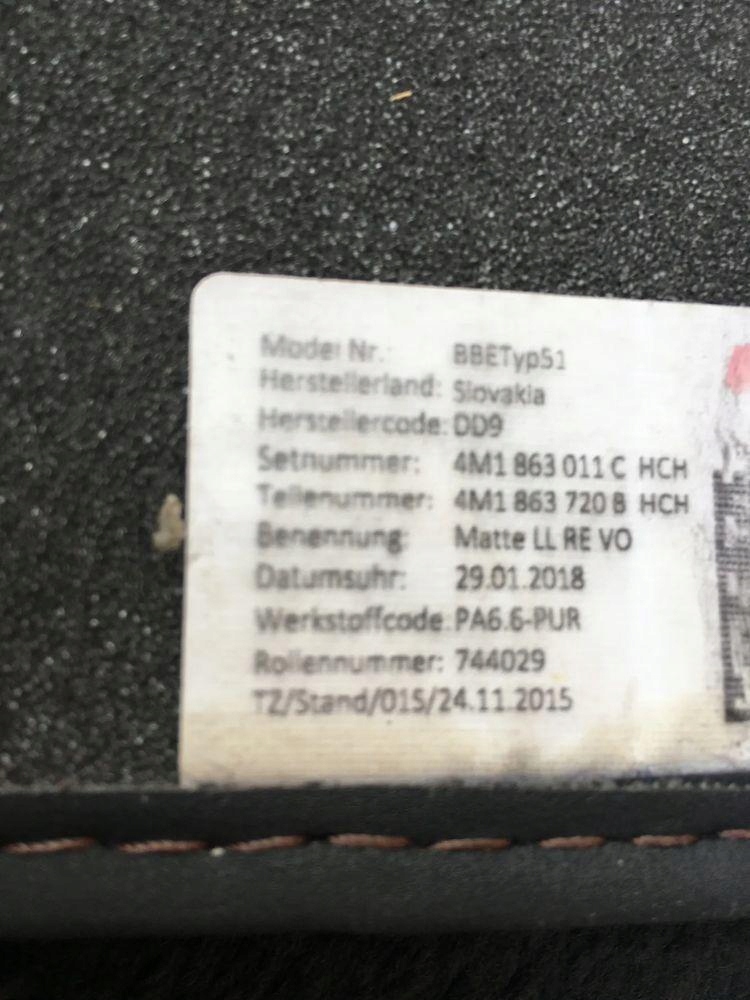 Model Nr.: BBETyp51
Herstellerland: Slovakia
Herstellercode: DD9
Setnummer: 4M1 863 011 C HCH
Teilenummer: 4M1 863 720 B HCH
Benennung: Matte LL RE VO
Datumsuhr: 29.01.2018
Werkstoffcode: PA6.6-PUR
Rollennummer: 744029
TZ/Stand/015/24.11.2015